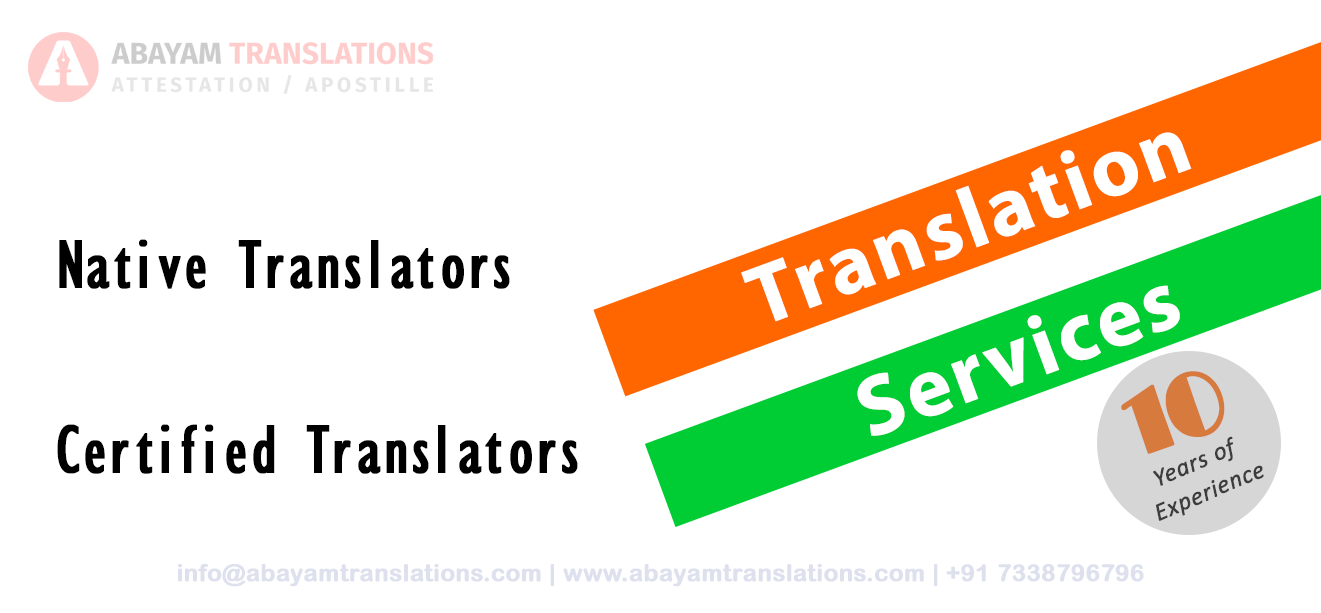 ABAYAM TRANSLATIONS
ATTESTATION / APOSTILLE
Native Translators
Certified Translators
Translation
Services
10
Years of
Experience
info@abayamtranslations.com | www.abayamtranslations.com | +91 7338796796